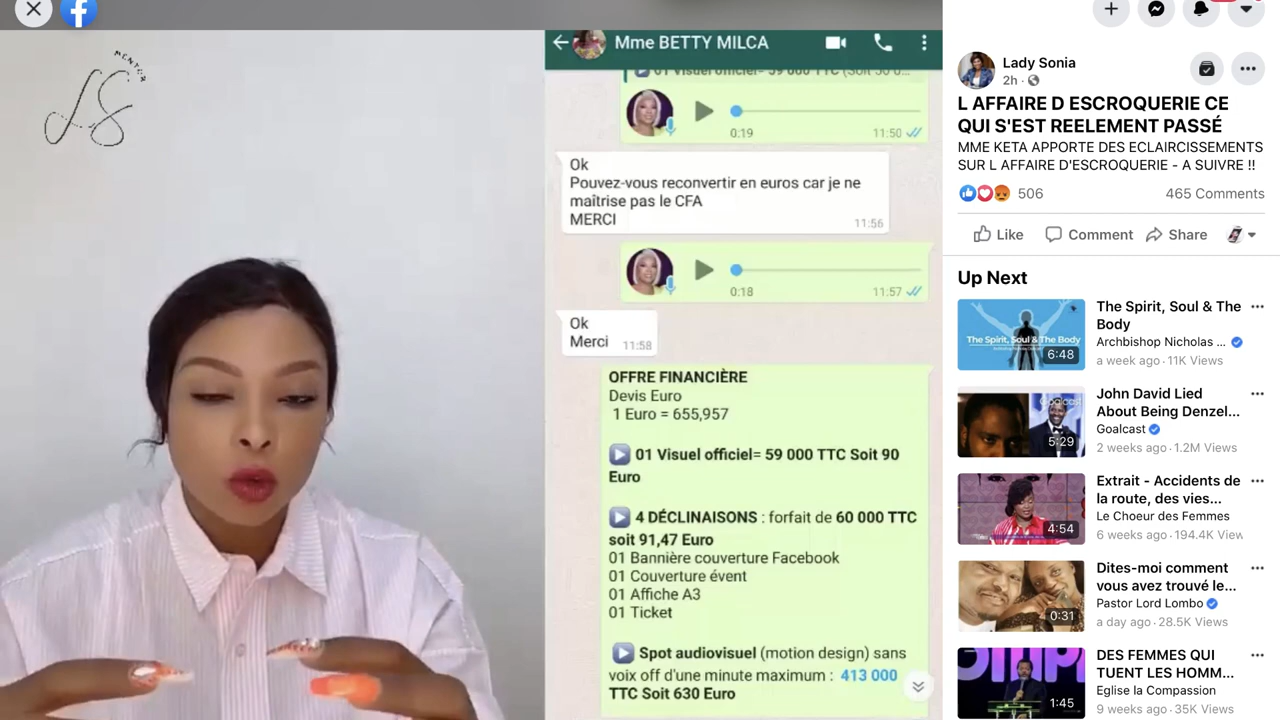 MENTOR
LS
Mme BETTY MILCA
01 Visuel officiel= 59 000 TTC (Soit 90 0...
0:19
11:50
Ok
Pouvez-vous reconvertir en euros car je ne
maîtrise pas le CFA
MERCI
11:56
0:18
11:57
Ok
Merci
11:58
OFFRE FINANCIÈRE
Devis Euro
1 Euro = 655,957
01 Visuel officiel= 59 000 TTC Soit 90
Euro
4 DÉCLINAISONS : forfait de 60 000 TTC
soit 91,47 Euro
01 Bannière couverture Facebook
01 Couverture évent
01 Affiche A3
01 Ticket
Spot audiovisuel (motion design) sans
voix off d'une minute maximum : 413 000
TTC Soit 630 Euro
Lady Sonia
2h ·
L AFFAIRE D ESCROQUERIE CE
QUI S'EST REELEMENT PASSÉ
MME KETA APPORTE DES ECLAIRCISSEMENTS
SUR L AFFAIRE D'ESCROQUERIE - A SUIVRE !!
506
465 Comments
Like
Comment
Share
Up Next
The Spirit, Soul & The Body
6:48
The Spirit, Soul & The
Body
Archbishop Nicholas ...
a week ago · 11K Views
Goalcast
5:29
John David Lied
About Being Denzel...
Goalcast
2 weeks ago · 1.2M Views
4:54
Extrait - Accidents de
la route, des vies...
Le Choeur des Femmes
6 weeks ago · 194.4K View
0:31
Dites-moi comment
vous avez trouvé le...
Pastor Lord Lombo
a day ago · 28.5K Views
1:45
DES FEMMES QUI
TUENT LES HOMM...
Eglise la Compassion
9 weeks ago · 35K Views